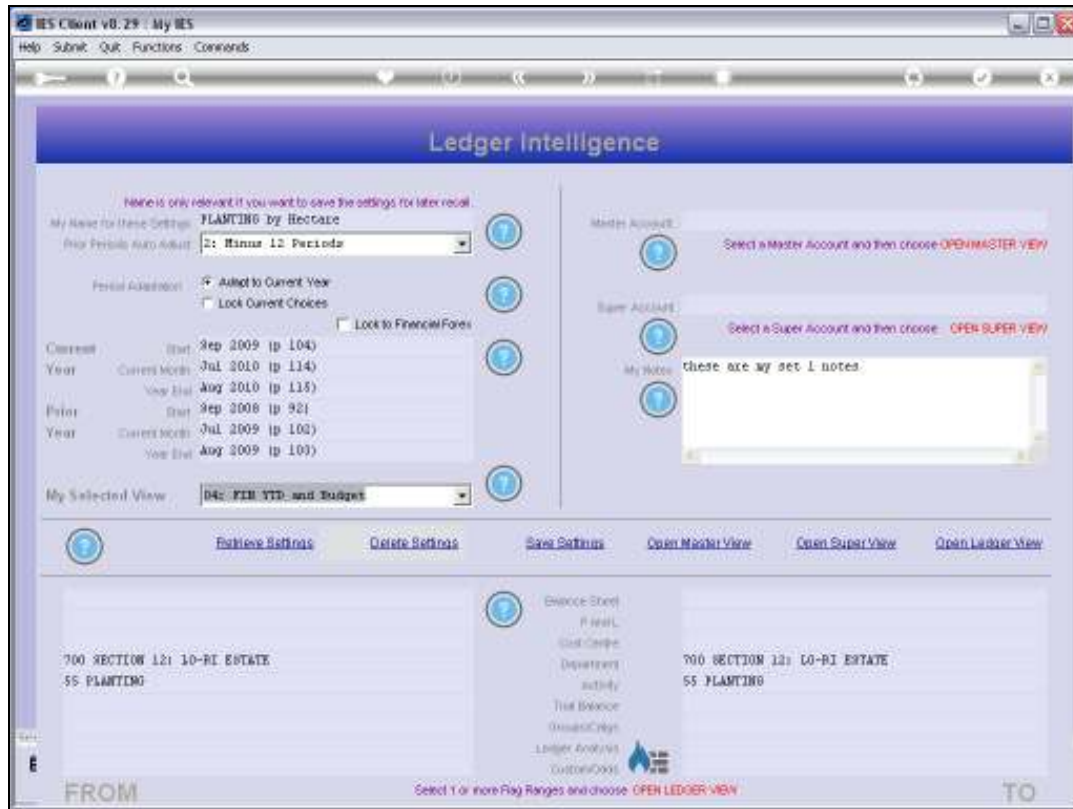 IES Client v0.29 : My IES
Help Submit Quit Functions Commands
Ledger Intelligence
Name is only relevant if you want to save the settings for later recall.
My Name for these Settings PLANTING by Hectare
Prior Periods Auto Adjust 2: Minus 12 Periods
Period Adaptation Adapt to Current Year
Lock Current Choices
Lock to Financial Forex
Current Start Sep 2009 (p 104)
Year Current Month Jul 2010 (p 114)
Year End Aug 2010 (p 115)
Prior Start Sep 2008 (p 92)
Year Current Month Jul 2009 (p 102)
Year End Aug 2009 (p 103)
My Selected View 04: FIN YTD and Budget
Master Account
Select a Master Account and then choose OPEN MASTER VIEW
Super Account
Select a Super Account and then choose OPEN SUPER VIEW
My Notes these are my set 1 notes
Retrieve Settings Delete Settings Save Settings Open Master View Open Super View Open Ledger View
Balance Sheet
P and L
Cost Centre
700 SECTION 12: LO-RI ESTATE Department 700 SECTION 12: LO-RI ESTATE
55 PLANTING Activity 55 PLANTING
Trial Balance
Ledger Analysis
FROM Select 1 or more Flag Ranges and choose OPEN LEDGER VIEW TO